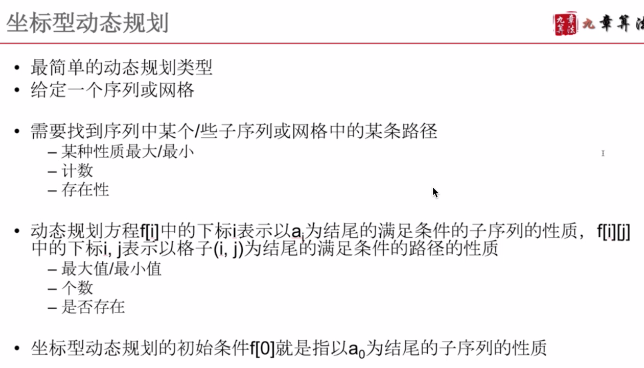 坐标型动态规划
九章算法
九章算法
• 最简单的动态规划类型
• 给定一个序列或网格
• 需要找到序列中某个/些子序列或网格中的某条路径
– 某种性质最大/最小
– 计数
– 存在性
• 动态规划方程f[i]中的下标i表示以aᵢ为结尾的满足条件的子序列的性质，f[i][j]
中的下标i, j表示以格子(i, j)为结尾的满足条件的路径的性质
– 最大值/最小值
– 个数
– 是否存在
• 坐标型动态规划的初始条件f[0]就是指以a₀为结尾的子序列的性质